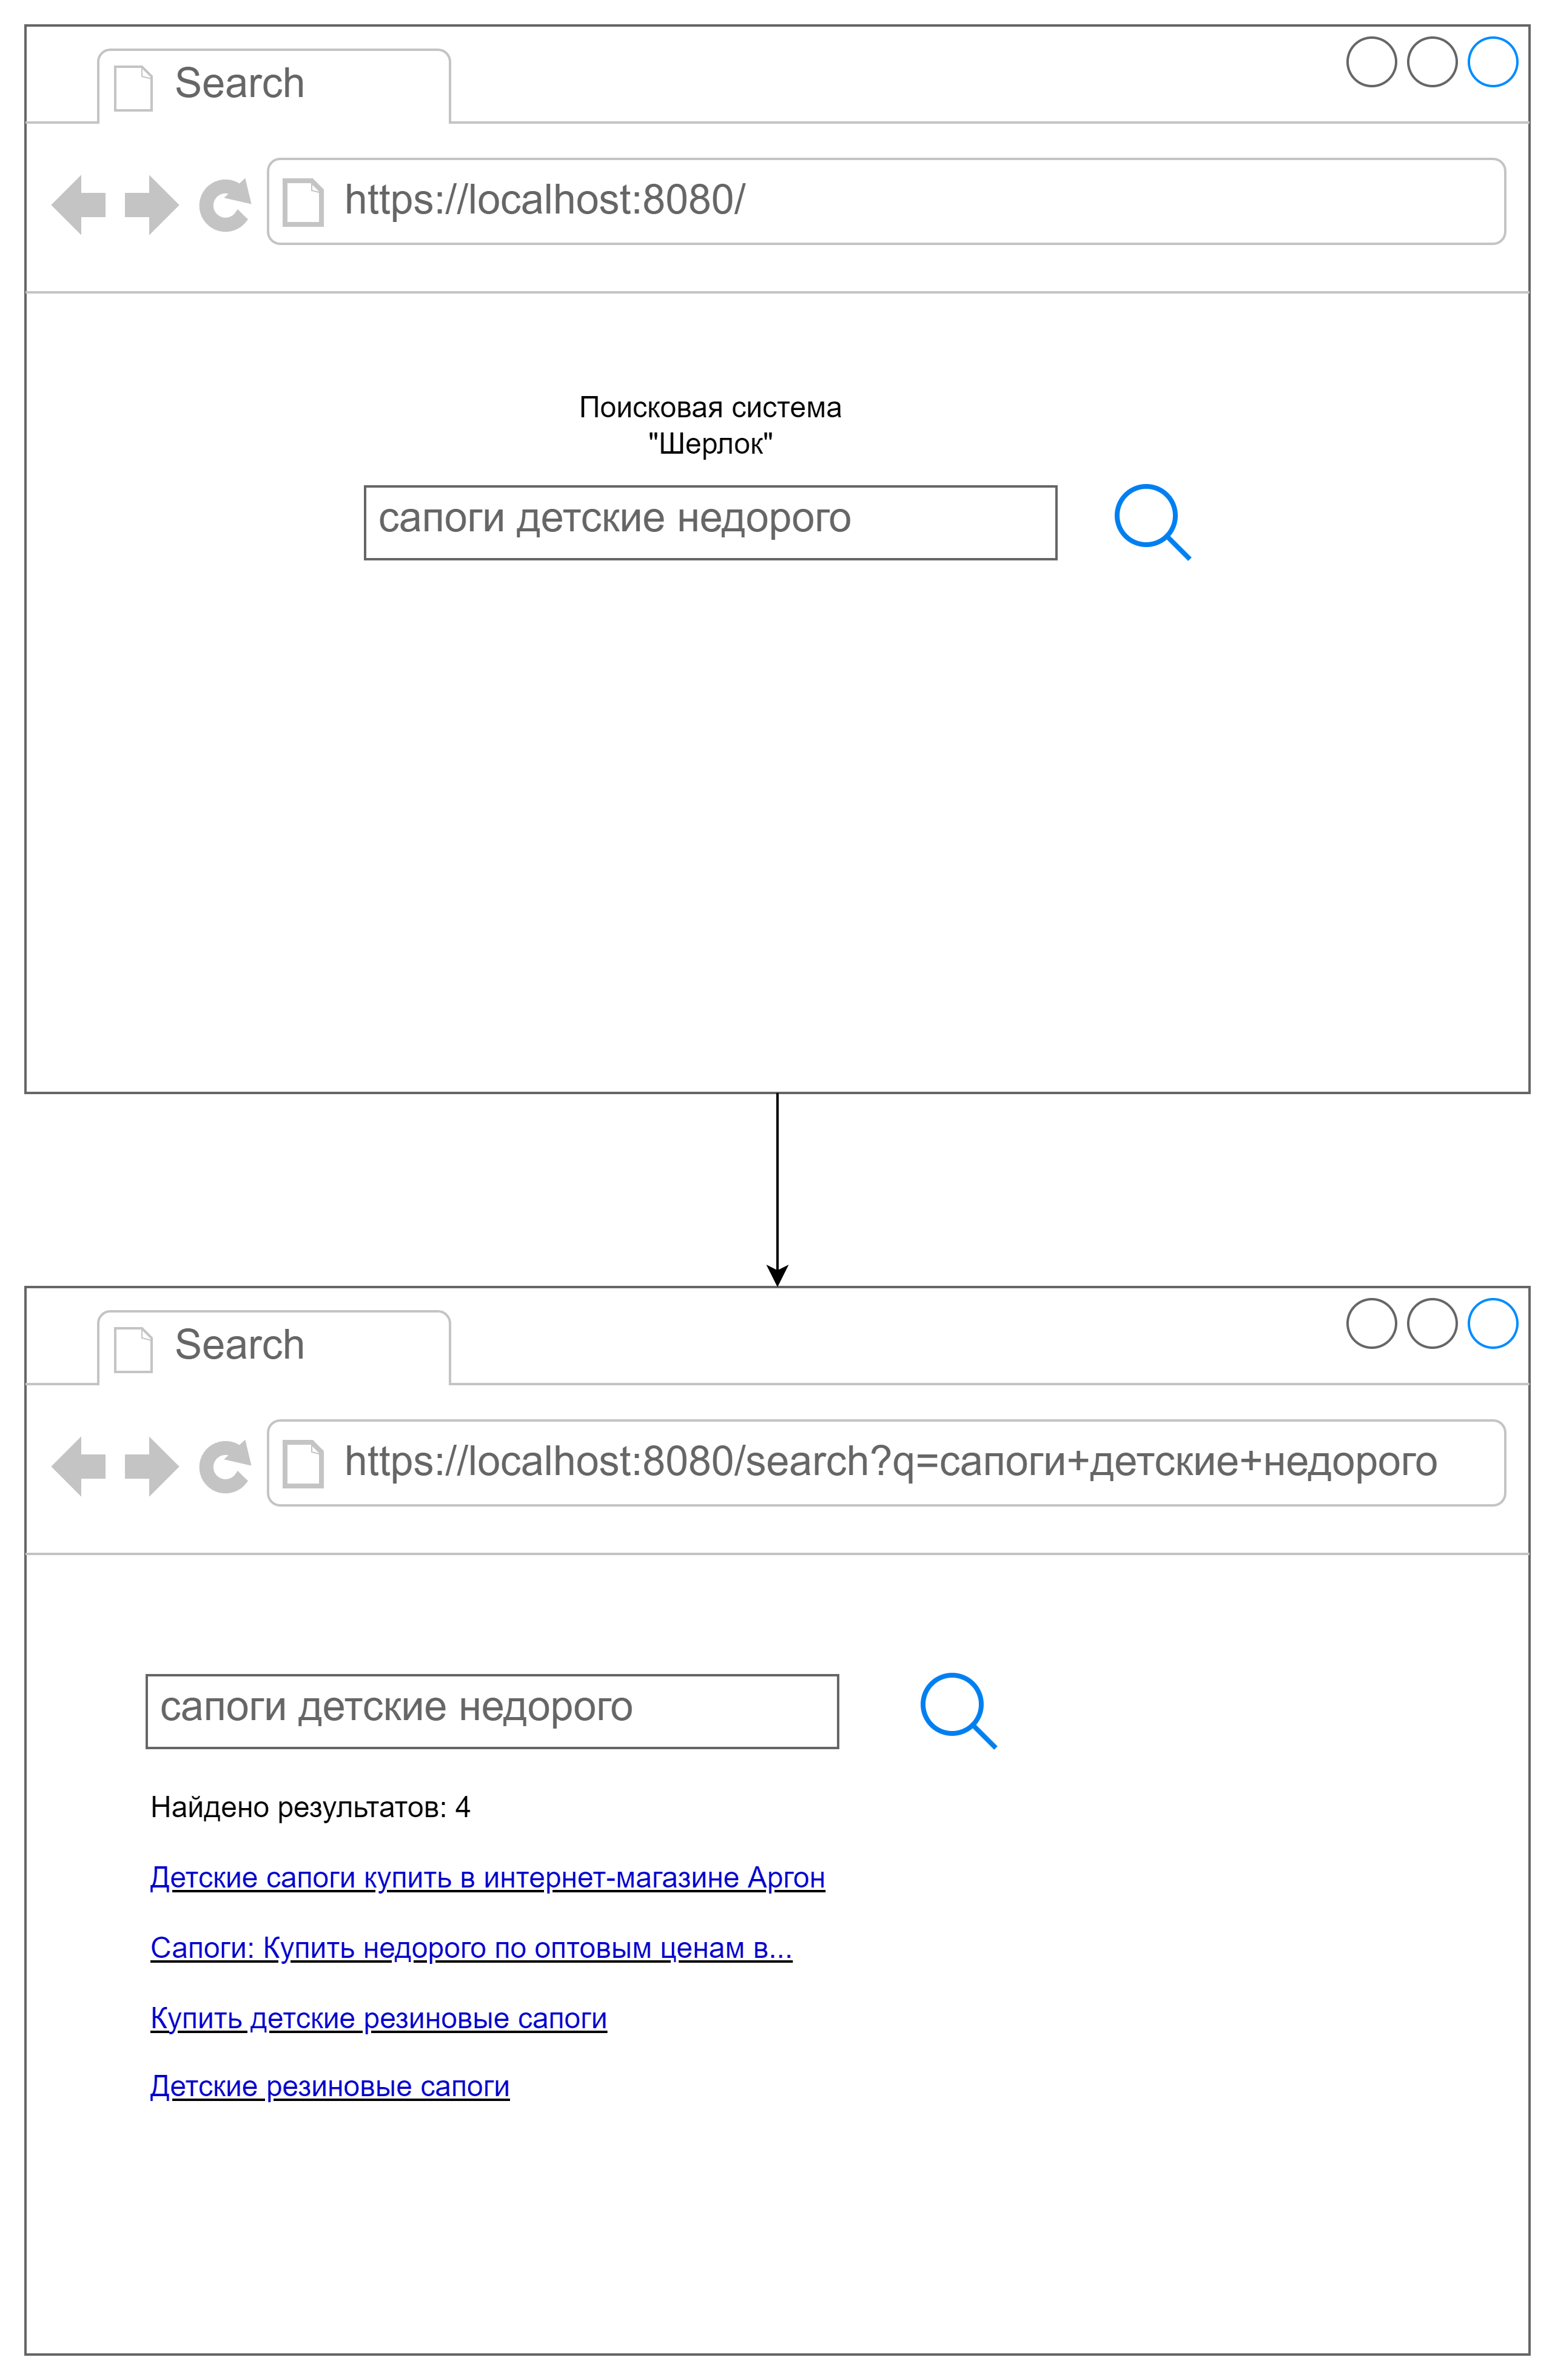 Search
https://localhost:8080/
Поисковая система
"Шерлок"
сапоги детские недорого
Search
https://localhost:8080/search?q=сапоги+детские+недорого
сапоги детские недорого
Найдено результатов: 4
Детские сапоги купить в интернет-магазине Аргон
Сапоги: Купить недорого по оптовым ценам в...
Купить детские резиновые сапоги
Детские резиновые сапоги